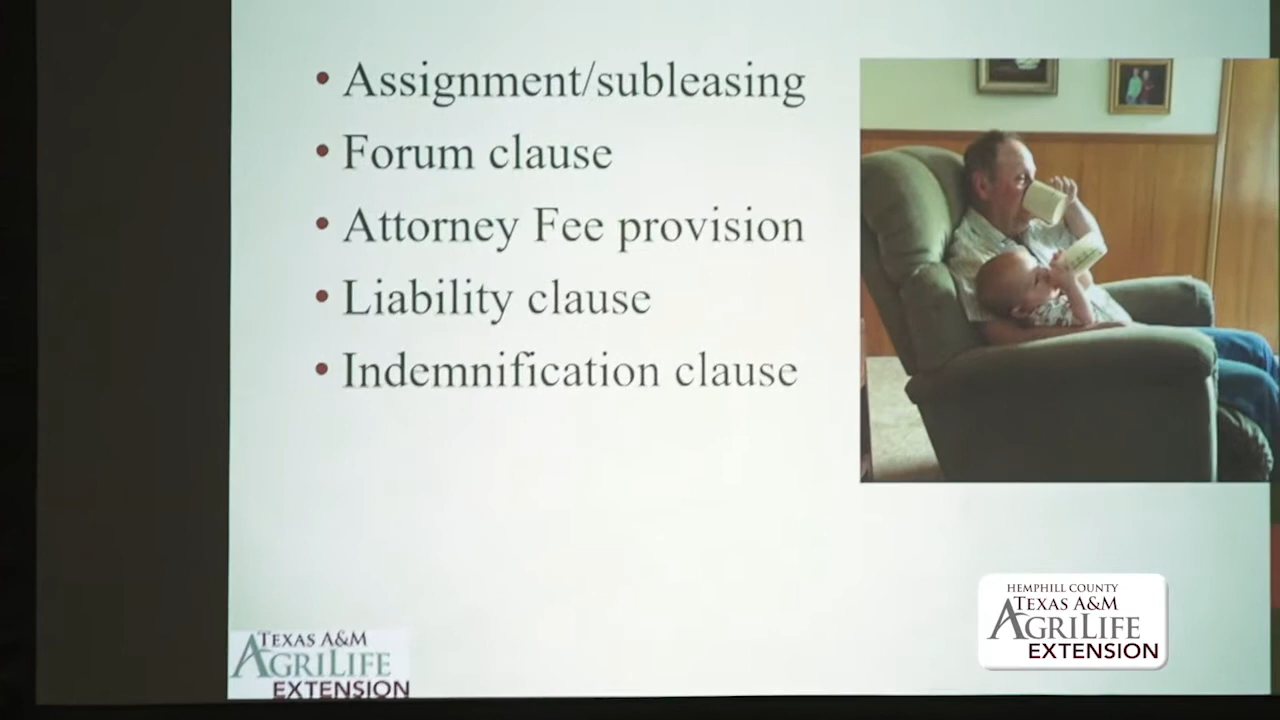 • Assignment/subleasing
• Forum clause
• Attorney Fee provision
• Liability clause
• Indemnification clause
TEXAS A&M
AGRILIFE
EXTENSION
HEMPHILL COUNTY
TEXAS A&M
AGRILIFE
EXTENSION